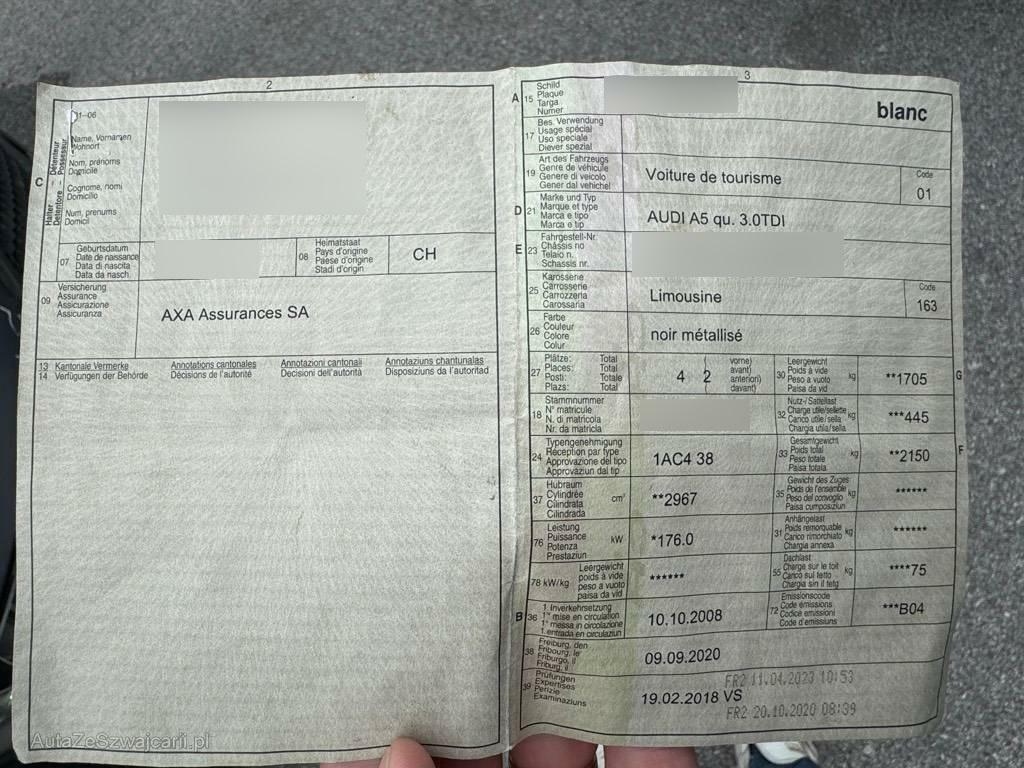 2
C
Halter - Détenteur
Detentore - Possessur
01-06
Name, Vornamen
Wohnort
Nom, prénoms
Domicile
Cognome, nomi
Domicilio
Num, prenums
Domicil
07
Geburtsdatum
Date de naissance
Data di nascita
Data da nasch.
08
Heimatstaat
Pays d'origine
Paese d'origine
Stadi d'origin
CH
09
Versicherung
Assurance
Assicurazione
Assicuranza
AXA Assurances SA
13 Kantonale Vermerke Annotations cantonales Annotazioni cantonali Annotaziuns chantunalas
14 Verfügungen der Behörde Décisions de l'autorité Decisioni dell'autorità Disposiziuns da l'autoritad
3
A 15
Schild
Plaque
Targa
Numer
blanc
17
Bes. Verwendung
Usage spécial
Uso speciale
Diever spezial
19
Art des Fahrzeugs
Genre de véhicule
Genere di veicolo
Gener dal vehichel
Voiture de tourisme
Code
01
D 21
Marke und Typ
Marque et type
Marca e tipo
Marca e tip
AUDI A5 qu. 3.0TDI
E 23
Fahrgestell-Nr.
Châssis no
Telaio n.
Schassis nr.
25
Karosserie
Carrosserie
Carrozzeria
Carossaria
Limousine
Code
163
26
Farbe
Couleur
Colore
Colur
noir métallisé
27
Plätze: Total
Places: Total
Posti: Totale
Plazs: Total
4 ( 2
vorne)
avant)
anteriori)
davant)
30
Leergewicht
Poids à vide
Peso a vuoto
Paisa da vid
kg
**1705
G
18
Stammnummer
N° matricule
N. di matricola
Nr. da matricla
32
Nutz-/Sattellast
Charge utile/sellette
Carico utile/sella
Chargia utila/sella
kg
***445
24
Typengenehmigung
Réception par type
Approvazione del tipo
Approvaziun dal tip
1AC4 38
33
Gesamtgewicht
Poids total
Peso totale
Paisa totala
kg
**2150
F
37
Hubraum
Cylindrée
Cilindrata
Cilindrada
cm³
**2967
35
Gewicht des Zuges
Poids de l'ensemble
Peso del convoglio
Paisa cumposiziun
kg
******
76
Leistung
Puissance
Potenza
Prestaziun
kW
*176.0
31
Anhängelast
Poids remorquable
Carico rimorchiato
Chargia annexa
kg
******
78 kW/kg
Leergewicht
poids à vide
peso a vuoto
paisa da vid
******
55
Dachlast
Charge sur le toit
Carico sul tetto
Chargia sin il tetg
kg
****75
B 36
1. Inverkehrsetzung
1re mise en circulation
1a messa in circolazione
1. entrada en circulaziun
10.10.2008
72
Emissionscode
Code émissions
Codice emissioni
Code d'emissiuns
***B04
38
Freiburg, den
Fribourg, le
Friburgo, il
Friburg, il
09.09.2020
39
Prüfungen
Expertises
Perizie
Examinaziuns
19.02.2018 VS
FR2 11.04.2023 10:53
FR2 20.10.2020 08:39
AutaZeSzwajcarii.pl